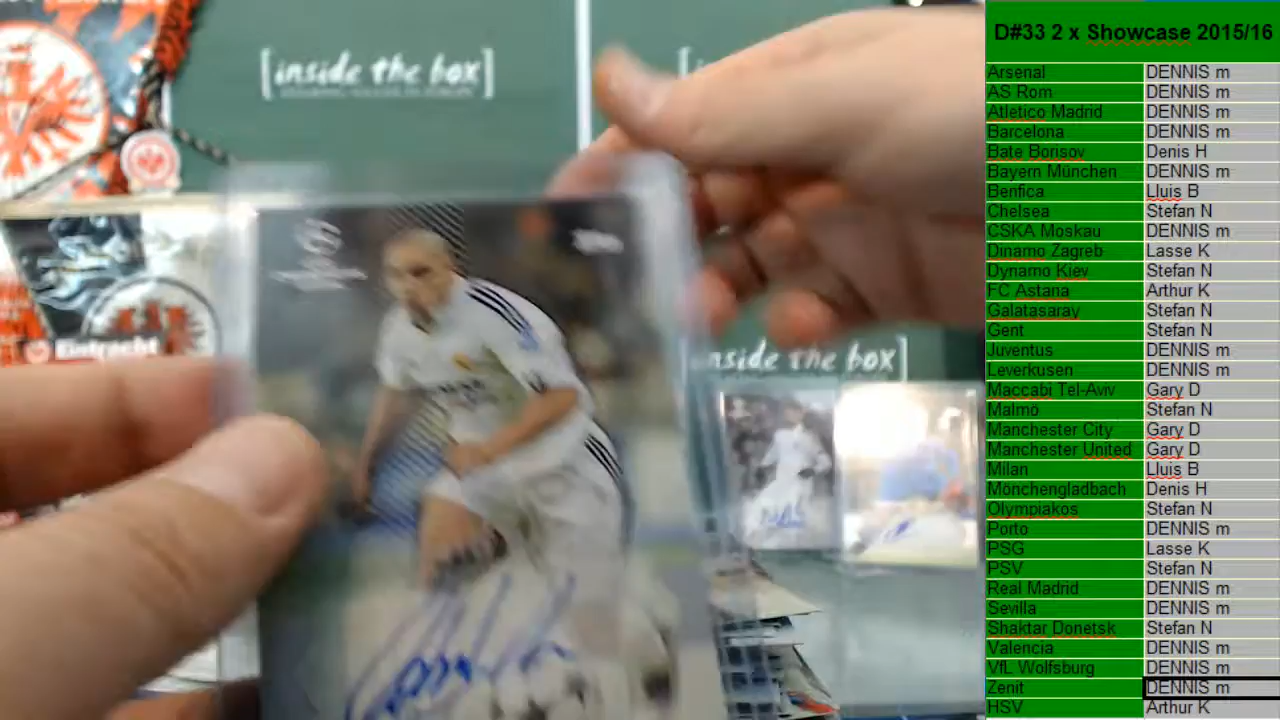 [inside the box]
inside the box]
Eintracht
D#33 2 x Showcase 2015/16
Arsenal DENNIS m
AS Rom DENNIS m
Atletico Madrid DENNIS m
Barcelona DENNIS m
Bate Borisov Denis H
Bayern München DENNIS m
Benfica Lluis B
Chelsea Stefan N
CSKA Moskau DENNIS m
Dinamo Zagreb Lasse K
Dynamo Kiev Stefan N
FC Astana Arthur K
Galatasaray Stefan N
Gent Stefan N
Juventus DENNIS m
Leverkusen DENNIS m
Maccabi Tel-Aviv Gary D
Malmö Stefan N
Manchester City Gary D
Manchester United Gary D
Milan Lluis B
Mönchengladbach Denis H
Olympiakos Stefan N
Porto DENNIS m
PSG Lasse K
PSV Stefan N
Real Madrid DENNIS m
Sevilla DENNIS m
Shaktar Donetsk Stefan N
Valencia DENNIS m
VfL Wolfsburg DENNIS m
Zenit DENNIS m
HSV Arthur K